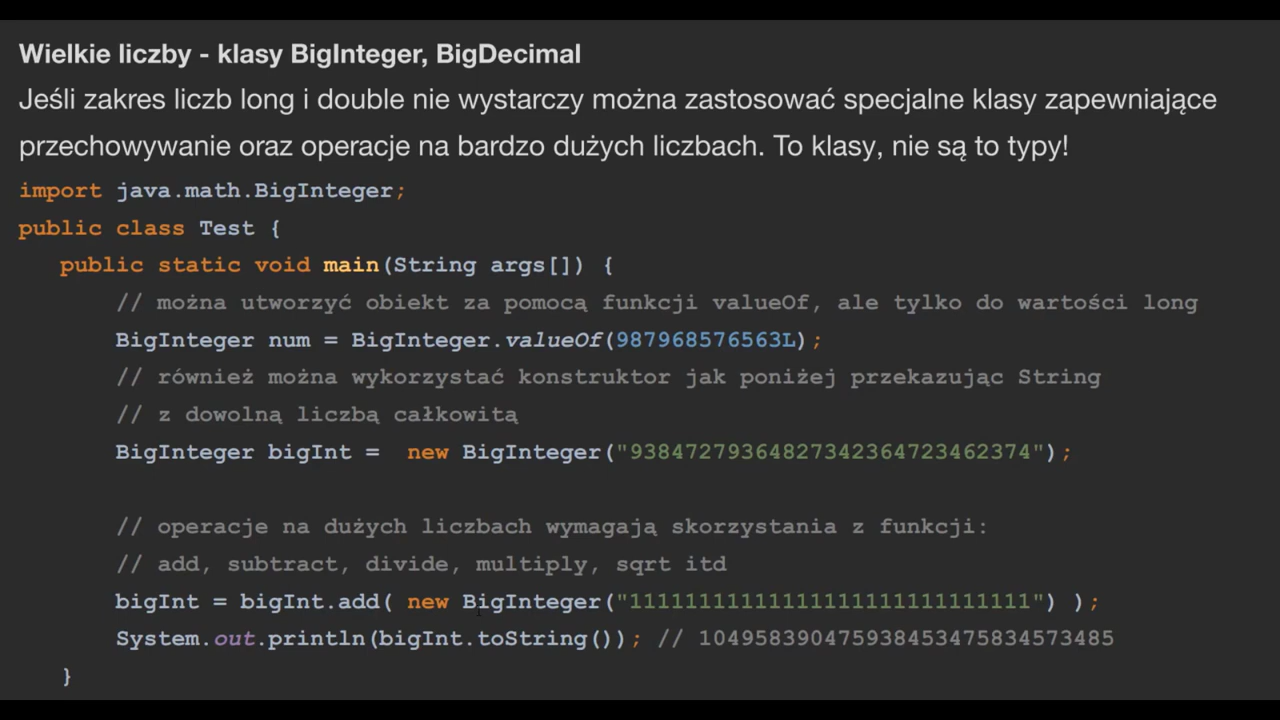 Wielkie liczby - klasy BigInteger, BigDecimal
Jeśli zakres liczb long i double nie wystarczy można zastosować specjalne klasy zapewniające
przechowywanie oraz operacje na bardzo dużych liczbach. To klasy, nie są to typy!
import java.math.BigInteger;
public class Test {
public static void main(String args[]) {
// można utworzyć obiekt za pomocą funkcji valueOf, ale tylko do wartości long
BigInteger num = BigInteger.valueOf(987968576563L);
// również można wykorzystać konstruktor jak poniżej przekazując String
// z dowolną liczbą całkowitą
BigInteger bigInt =  new BigInteger("93847279364827342364723462374");
// operacje na dużych liczbach wymagają skorzystania z funkcji:
// add, subtract, divide, multiply, sqrt itd
bigInt = bigInt.add( new BigInteger("11111111111111111111111111111") );
System.out.println(bigInt.toString()); // 104958390475938453475834573485
}